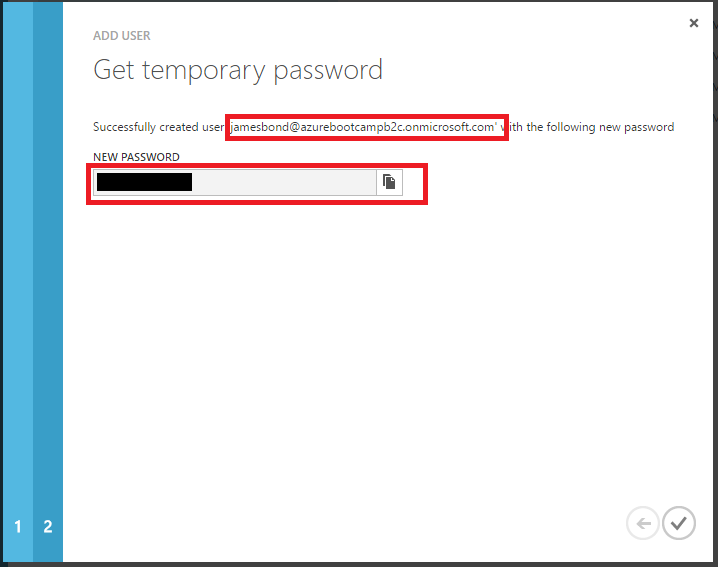 ADD USER
Get temporary password
Successfully created user 'jamesbond@azurebootcampb2c.onmicrosoft.com' with the following new password
NEW PASSWORD
1 2